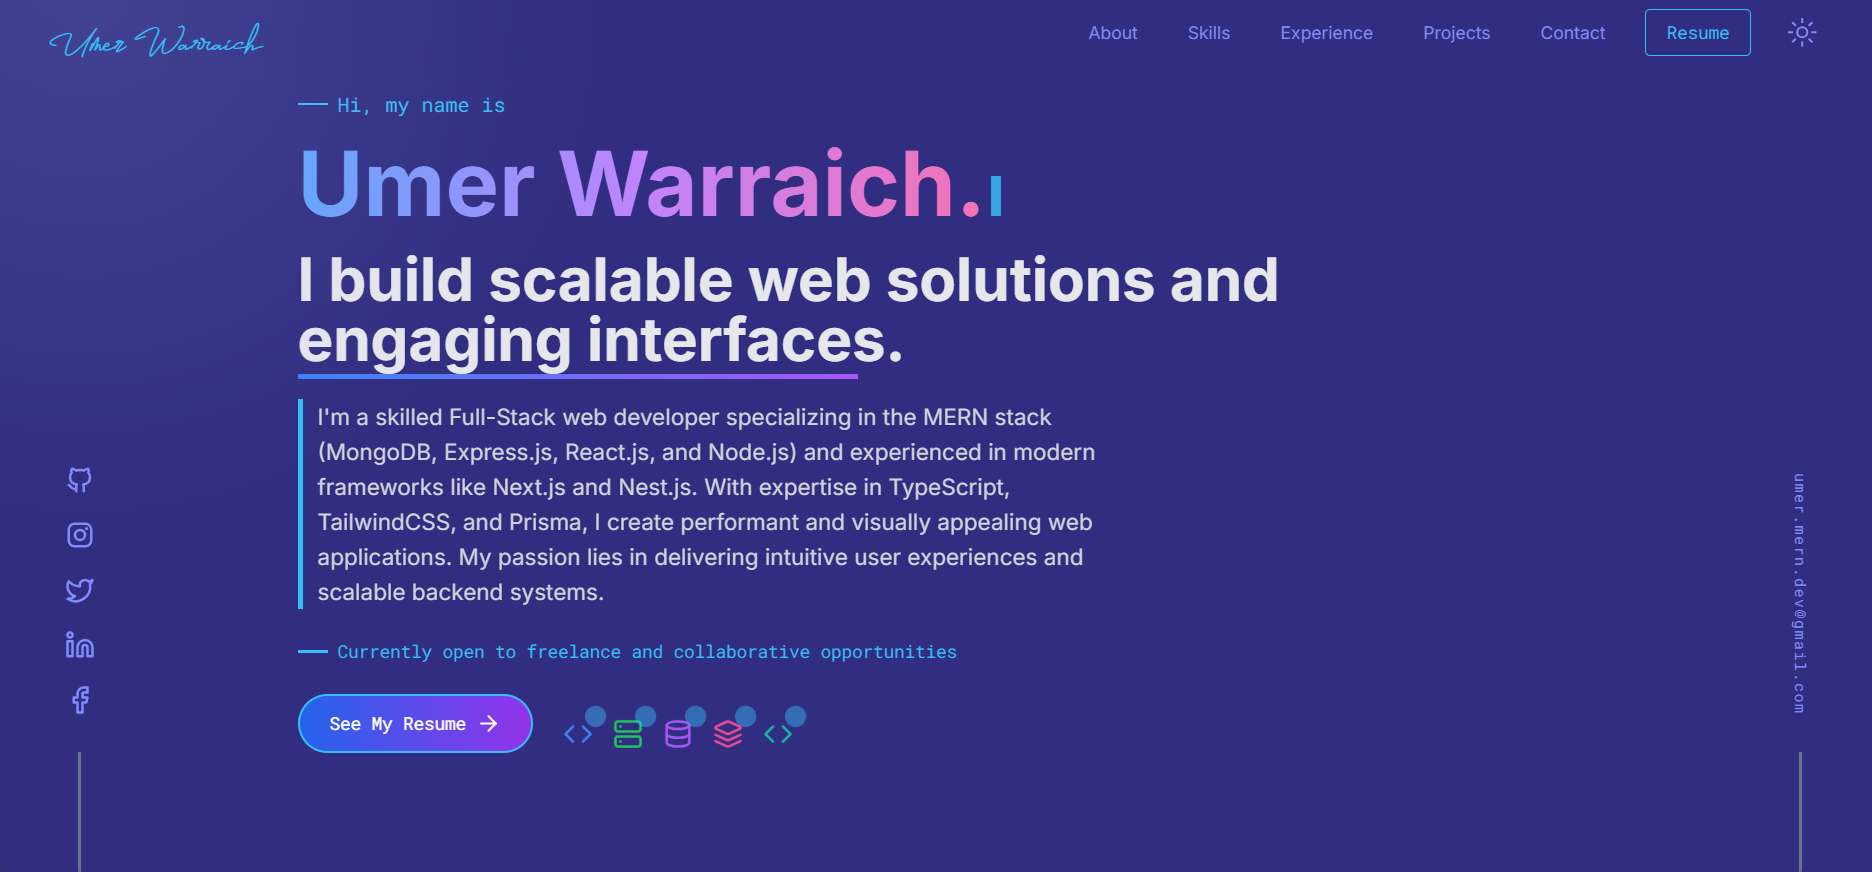 Umer Warraich
About
Skills
Experience
Projects
Contact
Resume
Hi, my name is
Umer Warraich.
I build scalable web solutions and
engaging interfaces.
I'm a skilled Full-Stack web developer specializing in the MERN stack
(MongoDB, Express.js, React.js, and Node.js) and experienced in modern
frameworks like Next.js and Nest.js. With expertise in TypeScript,
TailwindCSS, and Prisma, I create performant and visually appealing web
applications. My passion lies in delivering intuitive user experiences and
scalable backend systems.
Currently open to freelance and collaborative opportunities
See My Resume
umer.mern.dev@gmail.com